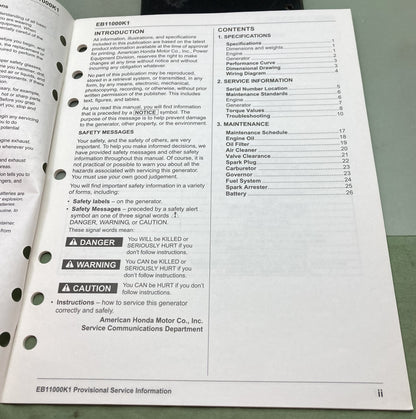 EB11000K1
INTRODUCTION
All information, illustrations, and specifications
included in this publication are based on the latest
product information available at the time of approval
for printing. American Honda Motor Co., Inc., Power
Equipment Division, reserves the right to make
changes at any time without notice and without
incurring any obligation whatever.
No part of this publication may be reproduced,
stored in a retrieval system, or transmitted, in any
form, by any means, electronic, mechanical,
photocopying, recording, or otherwise, without prior
written permission of the publisher. This includes
text, figures, and tables.
As you read this manual, you will find information
that is preceded by a NOTICE symbol. The
purpose of this message is to help prevent damage
to the generator, other property, or the environment.
SAFETY MESSAGES
Your safety, and the safety of others, are very
important. To help you make informed decisions, we
have provided safety messages and other safety
information throughout this manual. Of course, it is
not practical or possible to warn you about all the
hazards associated with servicing this generator.
You must use your own good judgement.
You will find important safety information in a variety
of forms, including:
• Safety labels – on the generator.
• Safety Messages – preceded by a safety alert
symbol an one of three signal words
DANGER, WARNING, or CAUTION.
These signal words mean:
DANGER You WILL be KILLED or
SERIOUSLY HURT if you
don't follow instructions.
WARNING You CAN be KILLED or
SERIOUSLY HURT if you
don't follow instructions.
CAUTION You CAN be HURT if you don't
follow instructions.
• Instructions – how to service this generator
correctly and safely.
American Honda Motor Co., Inc.
Service Communications Department
EB11000K1 Provisional Service Information
CONTENTS
1. SPECIFICATIONS
Specifications 1
Dimensions and weights 1
Engine 1
Generator
Performance Curve
Dimensional Drawing
Wiring Diagram
2. SERVICE INFORMATION
Serial Number Location 5
Maintenance Standards
Engine
Generator
Torque Values
Troubleshooting 10
3. MAINTENANCE
Maintenance Schedule 17
Engine Oil 18
Oil Filter 19
Air Cleaner 20
Valve Clearance 21
Spark Plug 22
Carburetor 23
Governor 23
Fuel System 24
Spark Arrester 25
Battery 26
ii